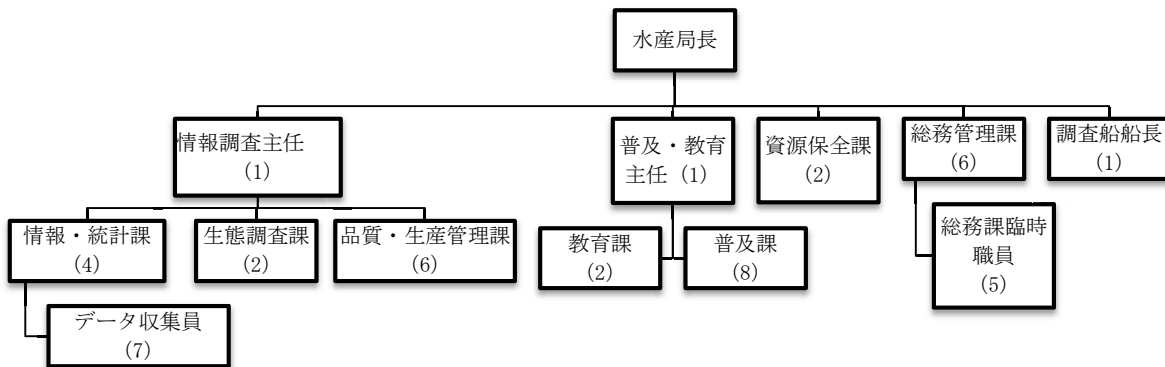 水産局長
情報調査主任
(1)
普及・教育
主任 (1)
資源保全課
(2)
総務管理課
(6)
調査船船長
(1)
情報・統計課
(4)
生態調査課
(2)
品質・生産管理課
(6)
教育課
(2)
普及課
(8)
総務課臨時
職員
(5)
データ収集員
(7)